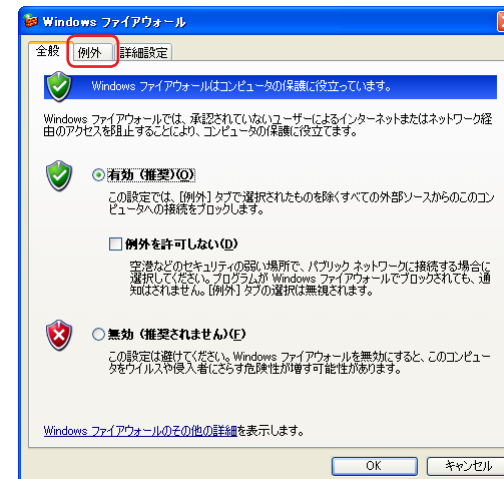 Windows ファイアウォール
全般 例外 詳細設定
Windows ファイアウォールはコンピュータの保護に役立っています。
Windows ファイアウォールでは、承認されていないユーザーによるインターネットまたはネットワーク経
由のアクセスを阻止することにより、コンピュータの保護に役立てます。
有効 (推奨)(O)
この設定では、[例外] タブで選択されたものを除くすべての外部ソースからのこのコン
ピュータへの接続をブロックします。
例外を許可しない(D)
空港などのセキュリティの弱い場所で、パブリック ネットワークに接続する場合に
選択してください。プログラムが Windows ファイアウォールでブロックされても、通
知はされません。[例外] タブの選択は無視されます。
無効 (推奨されません)(F)
この設定は避けてください。Windows ファイアウォールを無効にすると、このコンピュー
タをウイルスや侵入者にさらす危険性が増す可能性があります。
Windows ファイアウォールのその他の詳細を表示します。
OK キャンセル